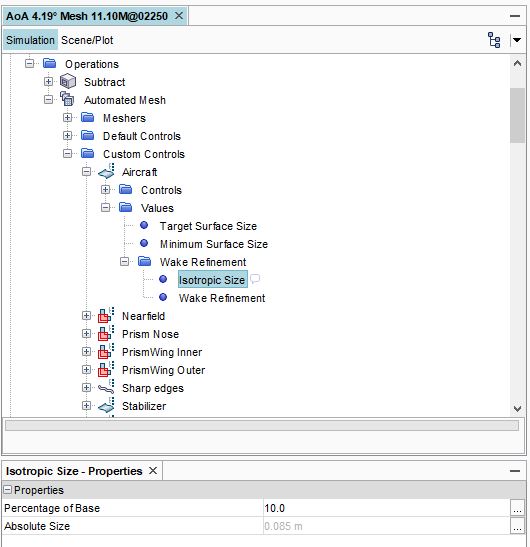 AoA 4.19° Mesh 11.10M@02250
Simulation Scene/Plot
Operations
Subtract
Automated Mesh
Meshers
Default Controls
Custom Controls
Aircraft
Controls
Values
Target Surface Size
Minimum Surface Size
Wake Refinement
Isotropic Size
Wake Refinement
Nearfield
Prism Nose
PrismWing Inner
PrismWing Outer
Sharp edges
Stabilizer
Isotropic Size - Properties
Properties
Percentage of Base 10.0 ...
Absolute Size 0.085 m ...